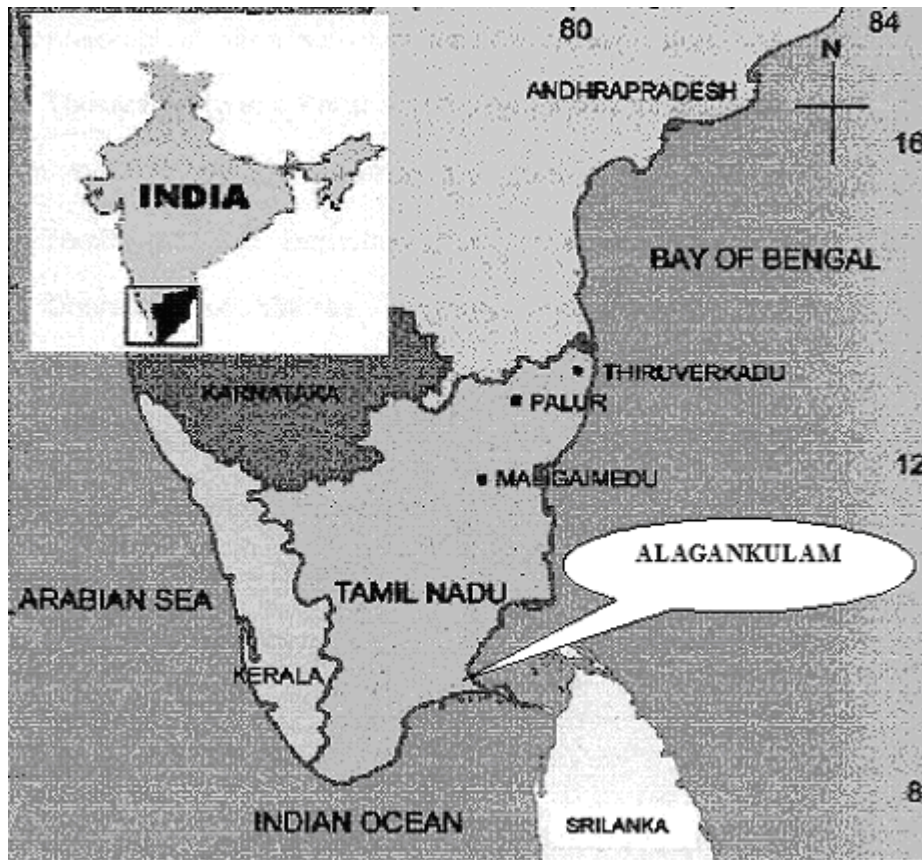 80
84
N
ANDHRAPRADESH
16
INDIA
BAY OF BENGAL
THIRUVERKADU
KARNATAKA
PALUR
12
MALIGAIMEDU
ALAGANKULAM
TAMIL NADU
ARABIAN SEA
KERALA
8
INDIAN OCEAN
SRILANKA